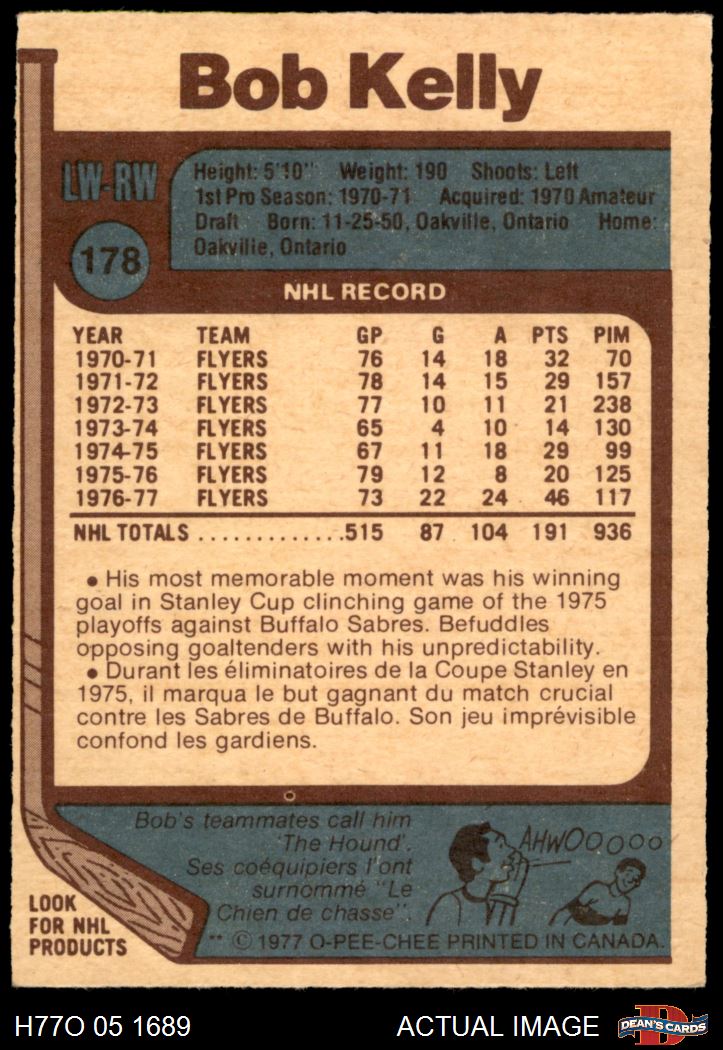 Bob Kelly
LW-RW
178
Height: 5'10" Weight: 190 Shoots: Left
1st Pro Season: 1970-71 Acquired: 1970 Amateur
Draft Born: 11-25-50, Oakville, Ontario Home:
Oakville, Ontario
NHL RECORD
YEAR TEAM GP G A PTS PIM
1970-71 FLYERS 76 14 18 32 70
1971-72 FLYERS 78 14 15 29 157
1972-73 FLYERS 77 10 11 21 238
1973-74 FLYERS 65 4 10 14 130
1974-75 FLYERS 67 11 18 29 99
1975-76 FLYERS 79 12 8 20 125
1976-77 FLYERS 73 22 24 46 117
NHL TOTALS .............515 87 104 191 936
• His most memorable moment was his winning
goal in Stanley Cup clinching game of the 1975
playoffs against Buffalo Sabres. Befuddles
opposing goaltenders with his unpredictability.
• Durant les éliminatoires de la Coupe Stanley en
1975, il marqua le but gagnant du match crucial
contre les Sabres de Buffalo. Son jeu imprévisible
confond les gardiens.
Bob's teammates call him
'The Hound'.
Ses coéquipiers l'ont
surnommé "Le
Chien de chasse".
AHWOOOOOO
LOOK
FOR NHL
PRODUCTS
** © 1977 O-PEE-CHEE PRINTED IN CANADA.
H77O 05 1689
ACTUAL IMAGE
D
DEAN'S CARDS